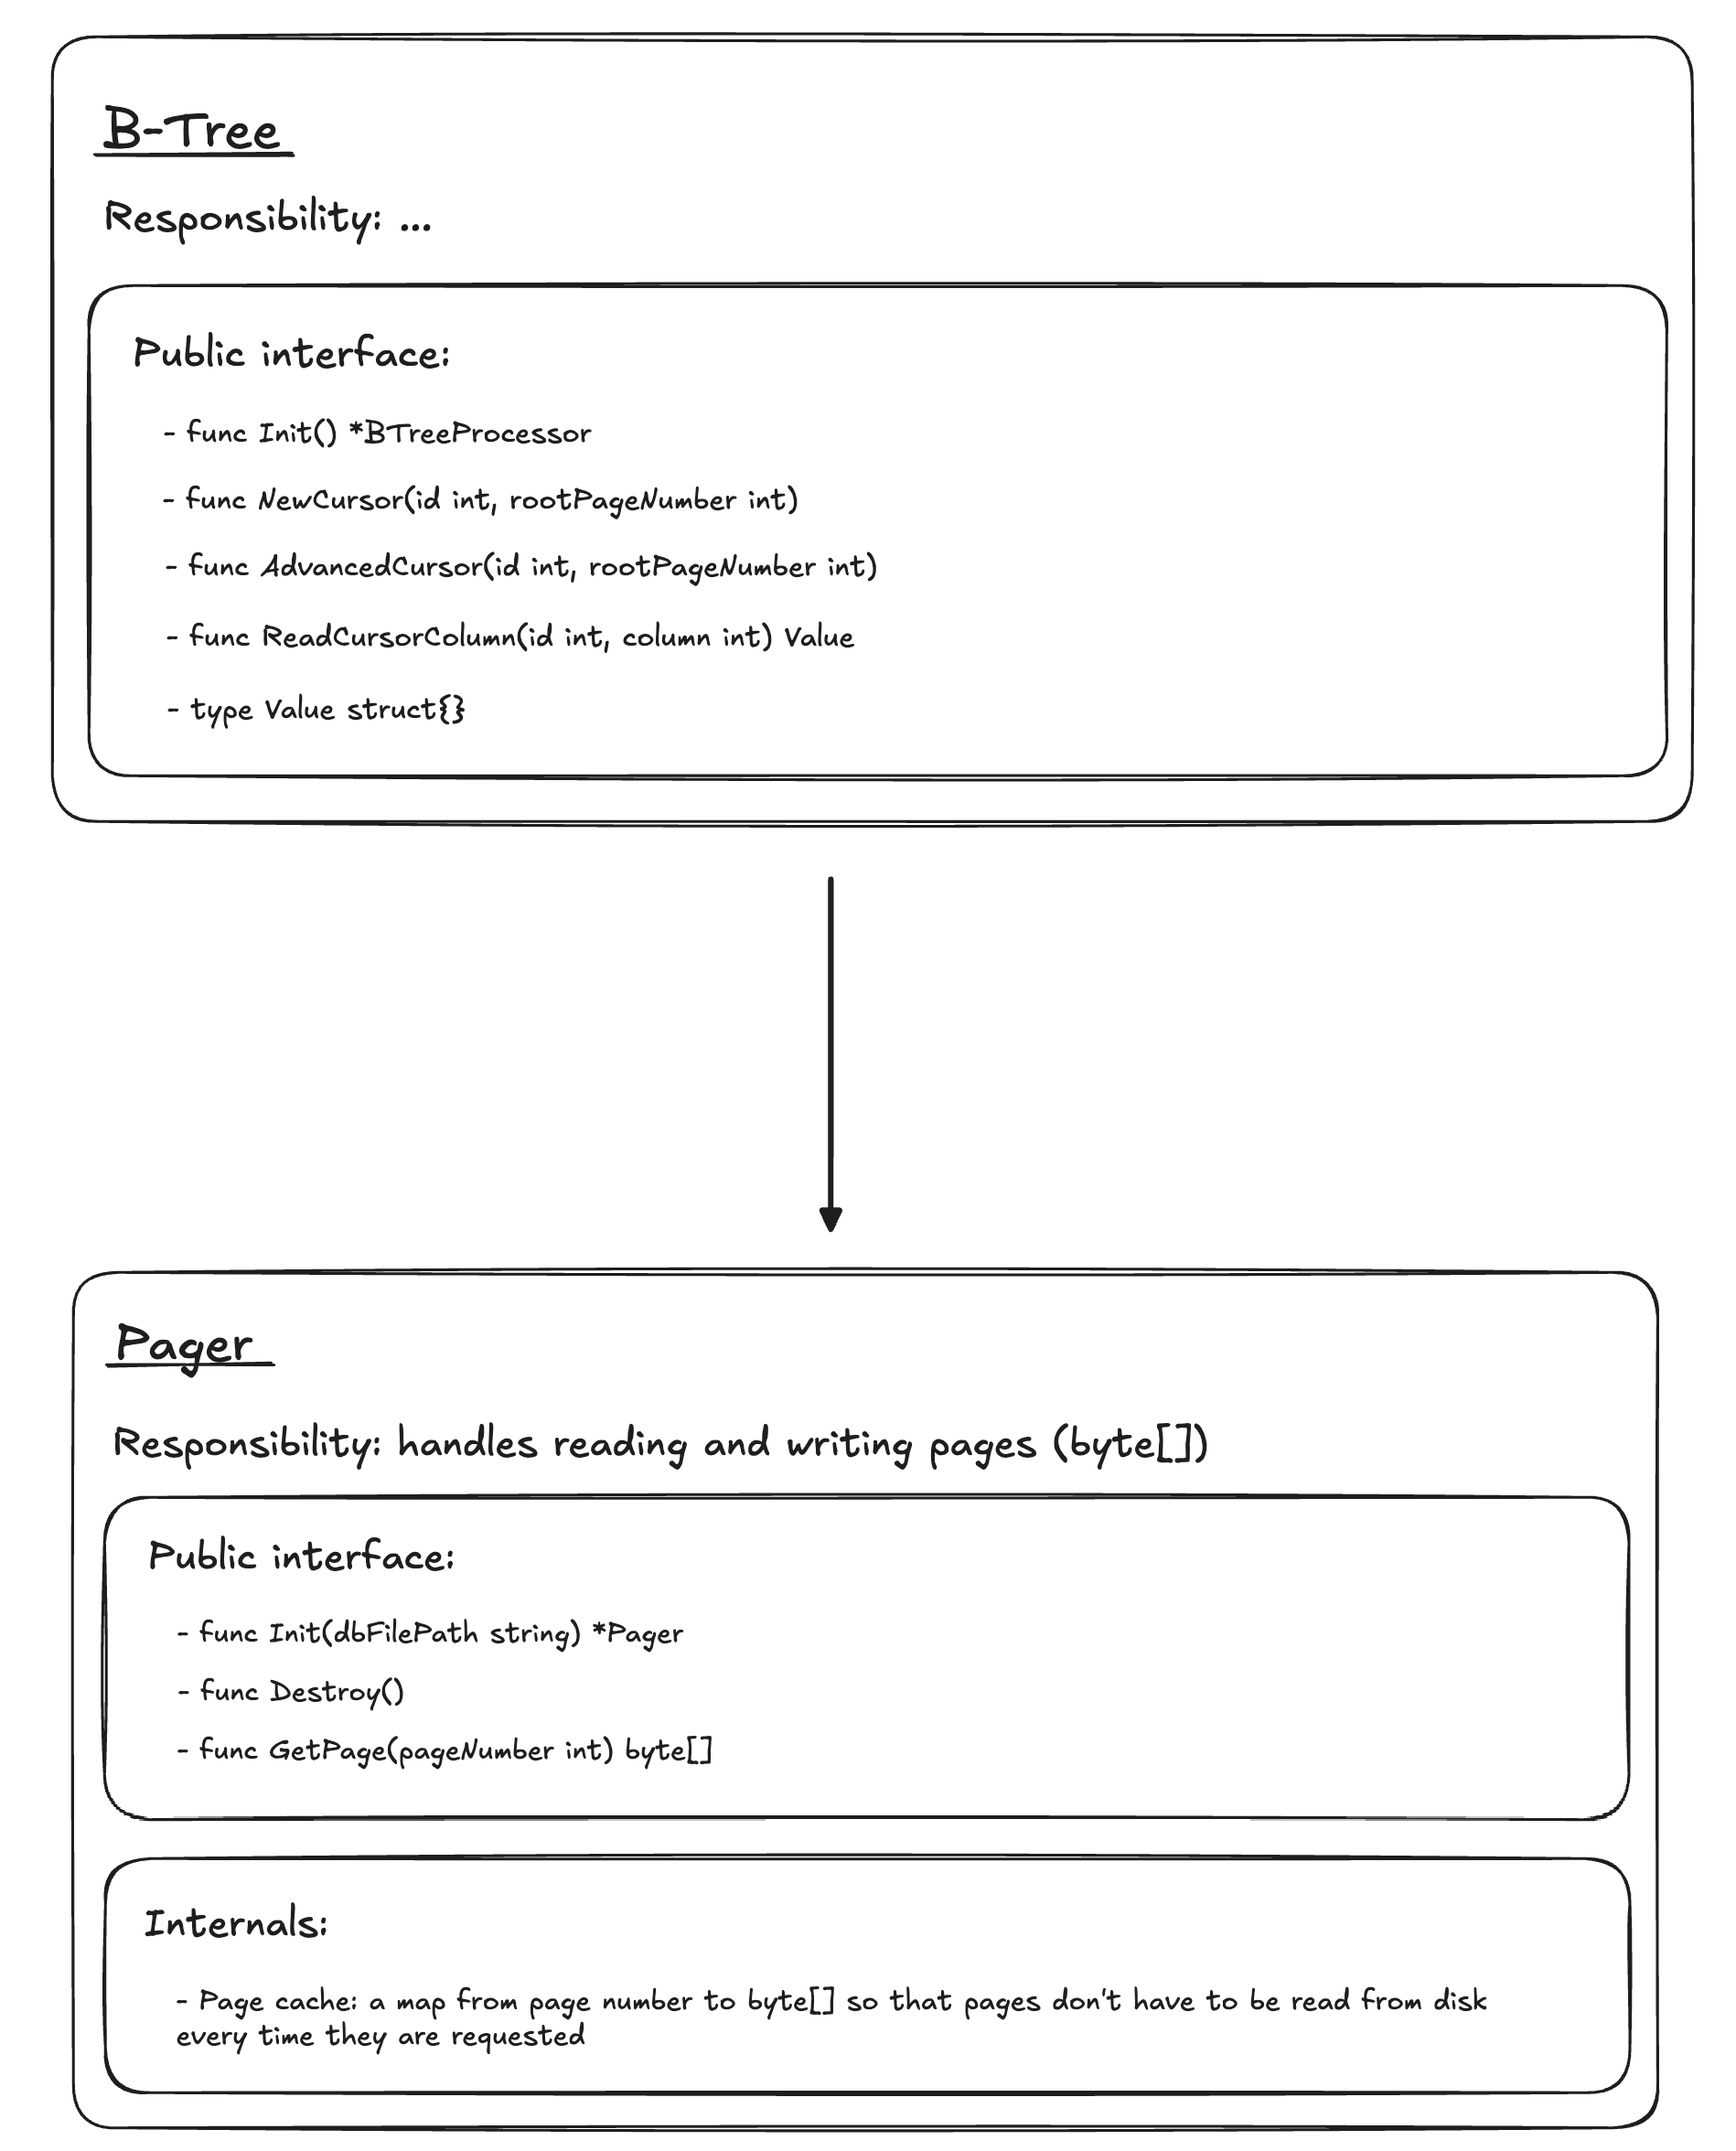 B-Tree
Responsibility: ...
Public interface:
- func Init() *BTreeProcessor
- func NewCursor(id int, rootPageNumber int)
- func AdvancedCursor(id int, rootPageNumber int)
- func ReadCursorColumn(id int, column int) Value
- type Value struct{}
Pager
Responsibility: handles reading and writing pages (byte[])
Public interface:
- func Init(dbFilePath string) *Pager
- func Destroy()
- func GetPage(pageNumber int) byte[]
Internals:
- Page cache: a map from page number to byte[] so that pages don't have to be read from disk
every time they are requested